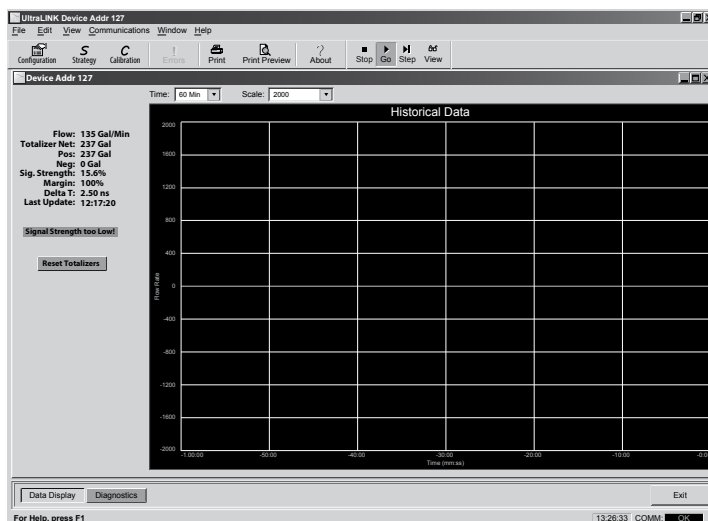 UltraLINK Device Addr 127
File Edit View Communications Window Help
Configuration Strategy Calibration Errors Print Print Preview About Stop Go Step View
Device Addr 127
Time: 60 Min Scale: 2000
Historical Data
Flow: 135 Gal/Min
Totalizer Net: 237 Gal
Pos: 237 Gal
Neg: 0 Gal
Sig. Strength: 15.6%
Margin: 100%
Delta T: 2.50 ns
Last Update: 12:17:20
Signal Strength too Low!
Reset Totalizers
2000
1600
1200
800
400
0
-400
-800
-1200
-1600
-2000
Flow Rate
-1:00:00 -50:00 -40:00 -30:00 -20:00 -10:00 -0:0
Time (mm:ss)
Data Display Diagnostics Exit
For Help, press F1 13:26:33 COMM: OK